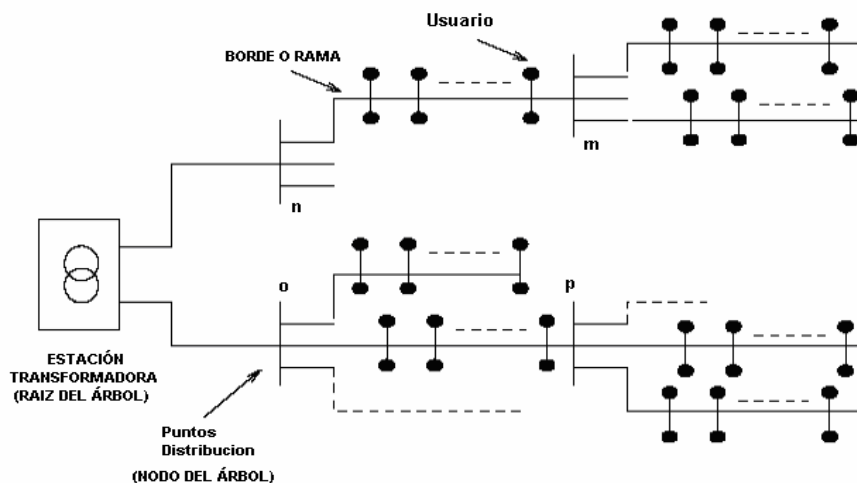 Usuario
BORDE O RAMA
m
n
o
p
ESTACIÓN
TRANSFORMADORA
(RAIZ DEL ÁRBOL)
Puntos
Distribucion
(NODO DEL ÁRBOL)